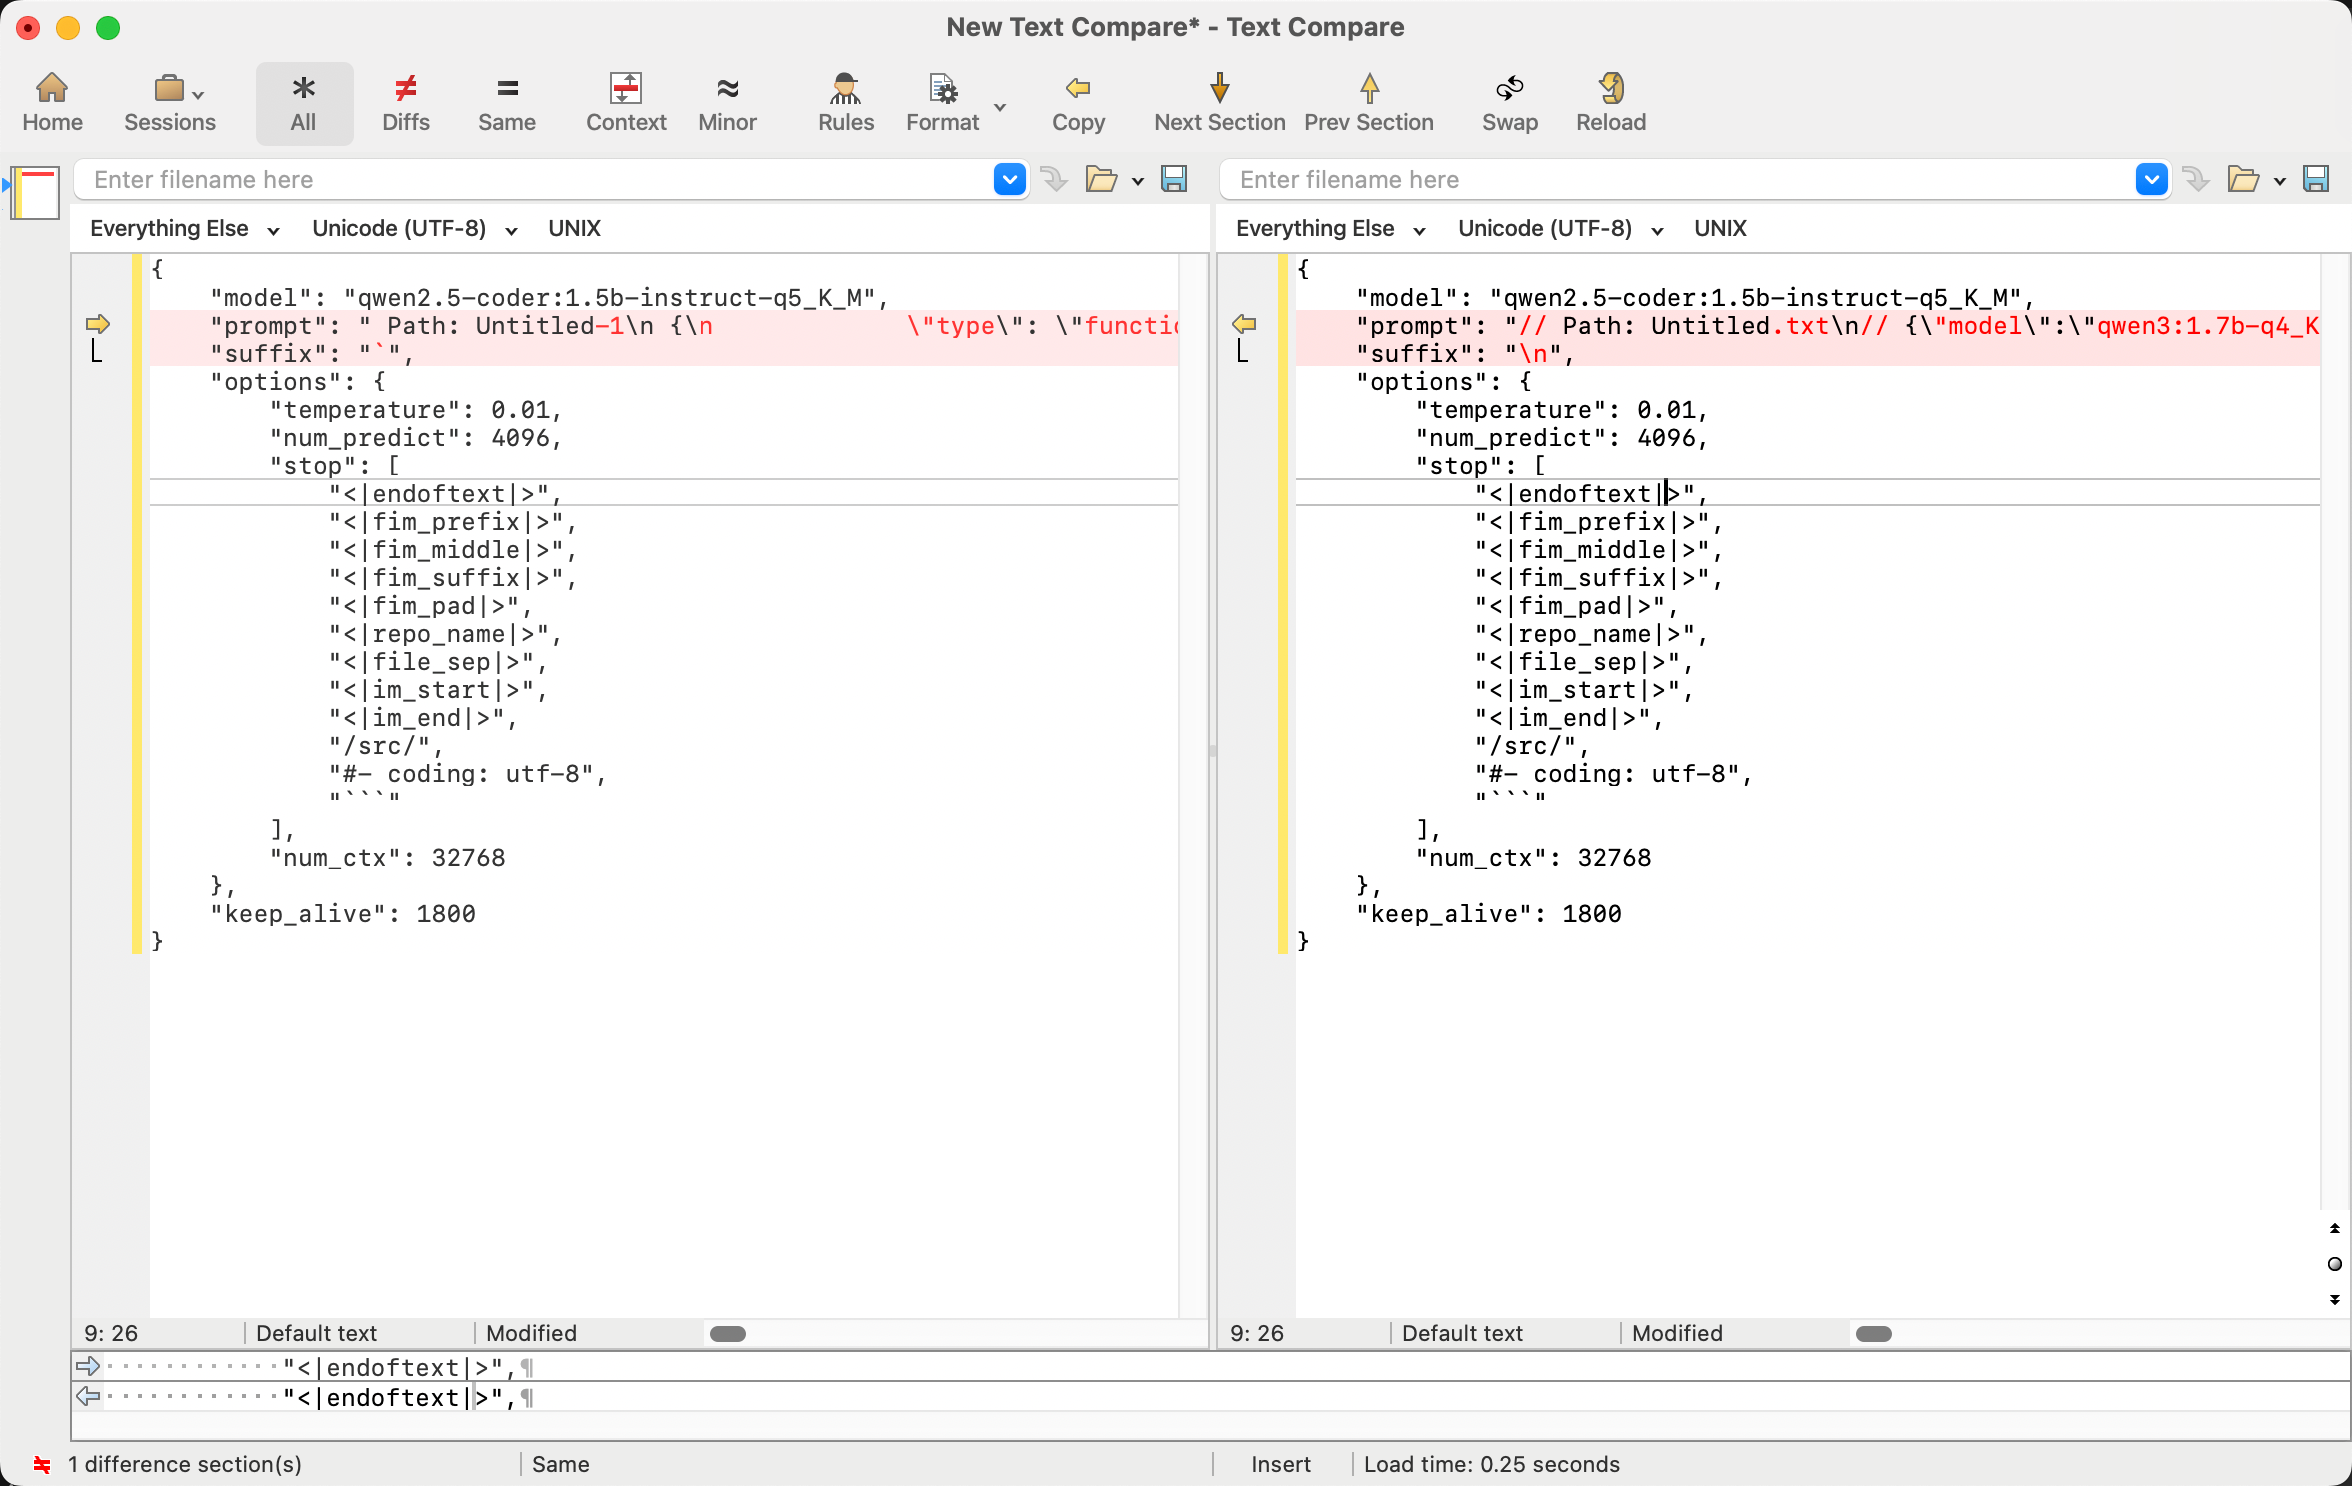 New Text Compare* - Text Compare
Home Sessions All Diffs Same Context Minor Rules Format Copy Next Section Prev Section Swap Reload
Enter filename here
Everything Else Unicode (UTF-8) UNIX
{
    "model": "qwen2.5-coder:1.5b-instruct-q5_K_M",
    "prompt": " Path: Untitled-1\n {\n             \"type\": \"functi
    "suffix": "`",
    "options": {
        "temperature": 0.01,
        "num_predict": 4096,
        "stop": [
            "<|endoftext|>",
            "<|fim_prefix|>",
            "<|fim_middle|>",
            "<|fim_suffix|>",
            "<|fim_pad|>",
            "<|repo_name|>",
            "<|file_sep|>",
            "<|im_start|>",
            "<|im_end|>",
            "/src/",
            "#- coding: utf-8",
            "```"
        ],
        "num_ctx": 32768
    },
    "keep_alive": 1800
}
9: 26 Default text Modified
Enter filename here
Everything Else Unicode (UTF-8) UNIX
{
    "model": "qwen2.5-coder:1.5b-instruct-q5_K_M",
    "prompt": "// Path: Untitled.txt\n// {\"model\":\"qwen3:1.7b-q4_K
    "suffix": "\n",
    "options": {
        "temperature": 0.01,
        "num_predict": 4096,
        "stop": [
            "<|endoftext|>",
            "<|fim_prefix|>",
            "<|fim_middle|>",
            "<|fim_suffix|>",
            "<|fim_pad|>",
            "<|repo_name|>",
            "<|file_sep|>",
            "<|im_start|>",
            "<|im_end|>",
            "/src/",
            "#- coding: utf-8",
            "```"
        ],
        "num_ctx": 32768
    },
    "keep_alive": 1800
}
9: 26 Default text Modified
············"<|endoftext|>",¶
············"<|endoftext|>",¶
1 difference section(s) Same Insert Load time: 0.25 seconds